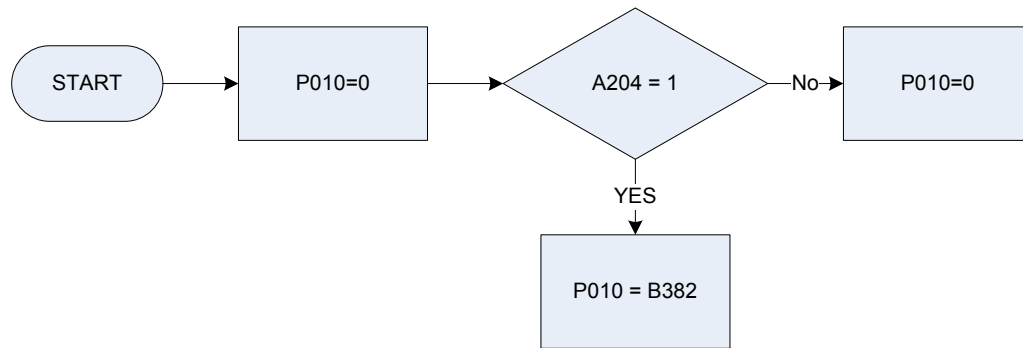 START
P010=0
A204 = 1
No
P010=0
YES
P010 = B382